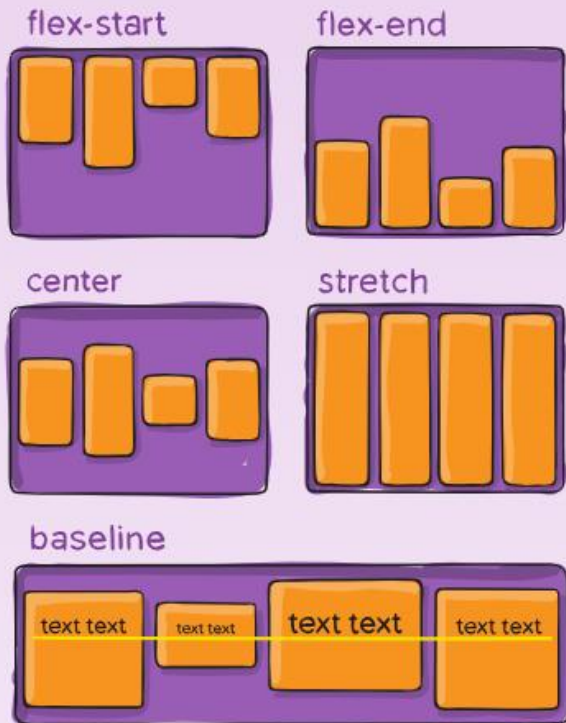 flex-start
flex-end
center
stretch
baseline
text text
text text
text text
text text